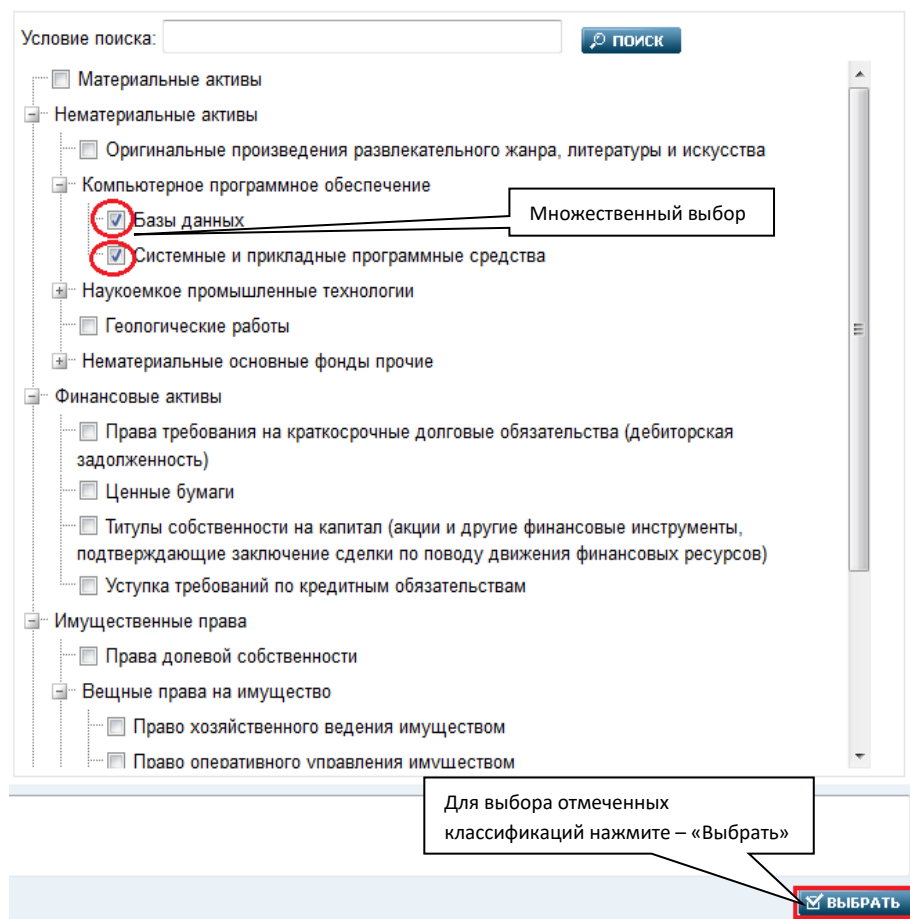 Условие поиска:
ПОИСК
Материальные активы
Нематериальные активы
Оригинальные произведения развлекательного жанра, литературы и искусства
Компьютерное программное обеспечение
Базы данных
Множественный выбор
Системные и прикладные программные средства
Наукоемкое промышленные технологии
Геологические работы
Нематериальные основные фонды прочие
Финансовые активы
Права требования на краткосрочные долговые обязательства (дебиторская
задолженность)
Ценные бумаги
Титулы собственности на капитал (акции и другие финансовые инструменты,
подтверждающие заключение сделки по поводу движения финансовых ресурсов)
Уступка требований по кредитным обязательствам
Имущественные права
Права долевой собственности
Вещные права на имущество
Право хозяйственного ведения имуществом
Право оперативного управления имуществом
Для выбора отмеченных
классификаций нажмите – «Выбрать»
ВЫБРАТЬ